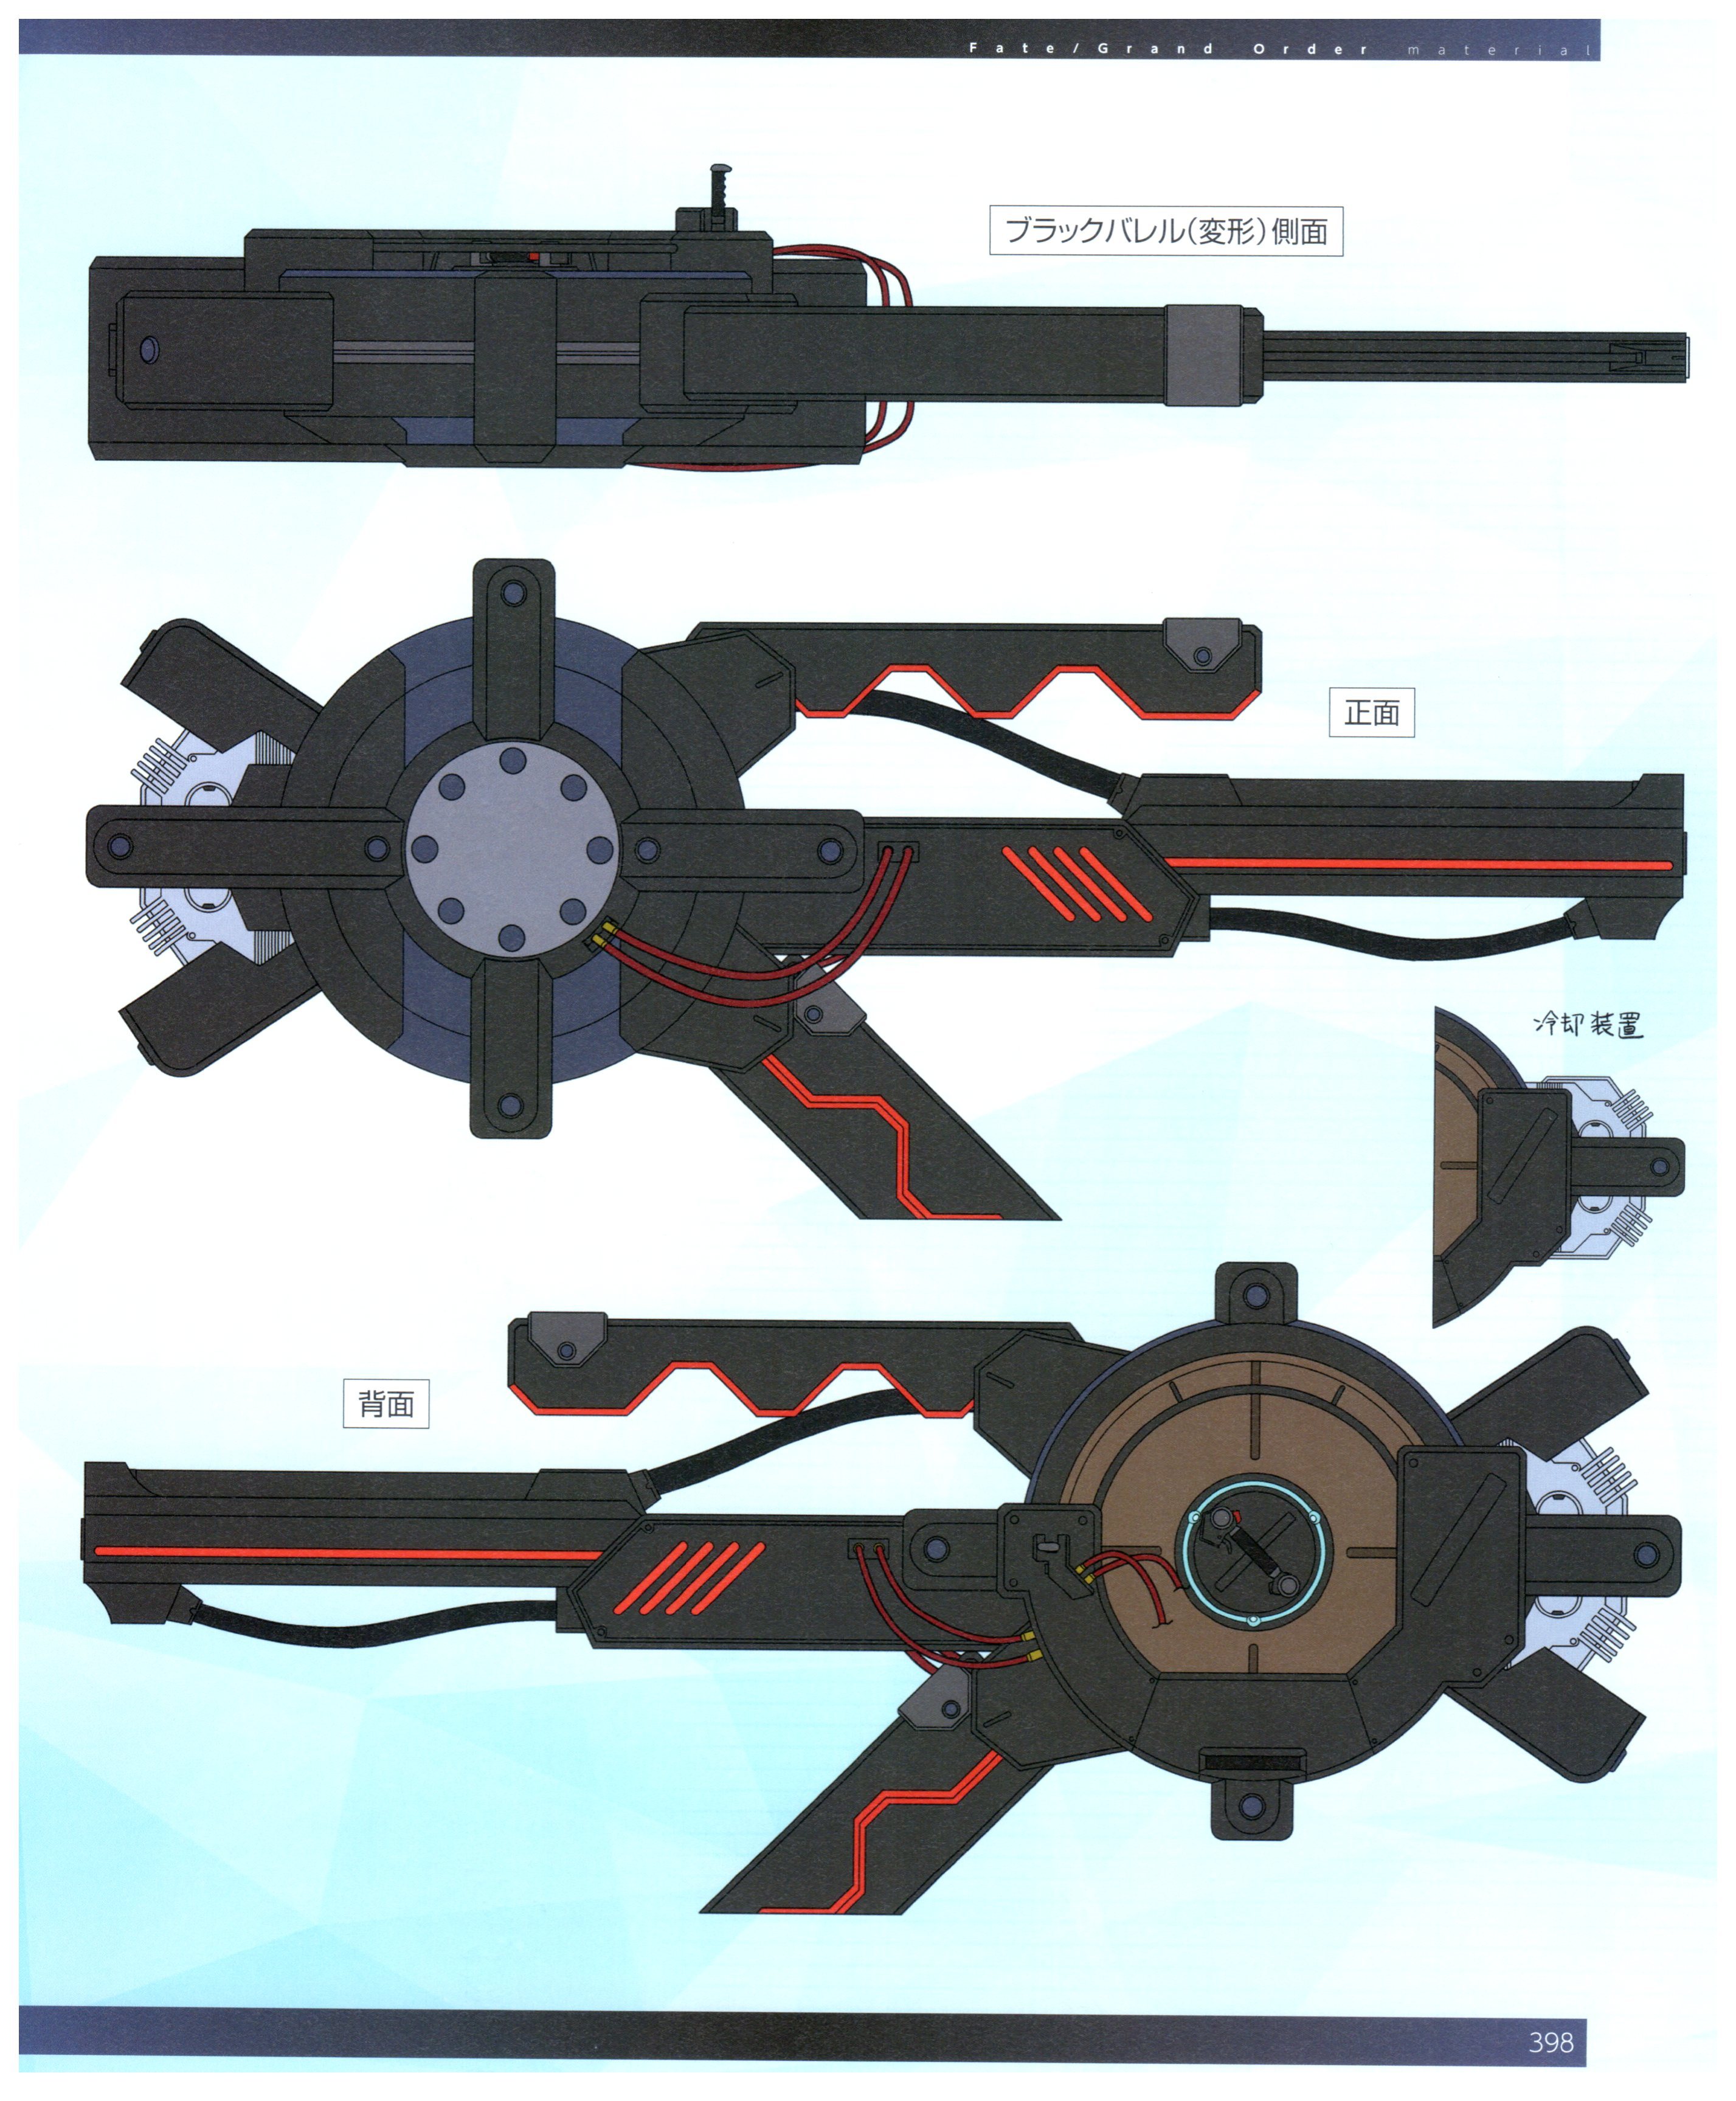 Fate/Grand Order material
ブラックバレル(変形)側面
正面
冷却装置
背面
398